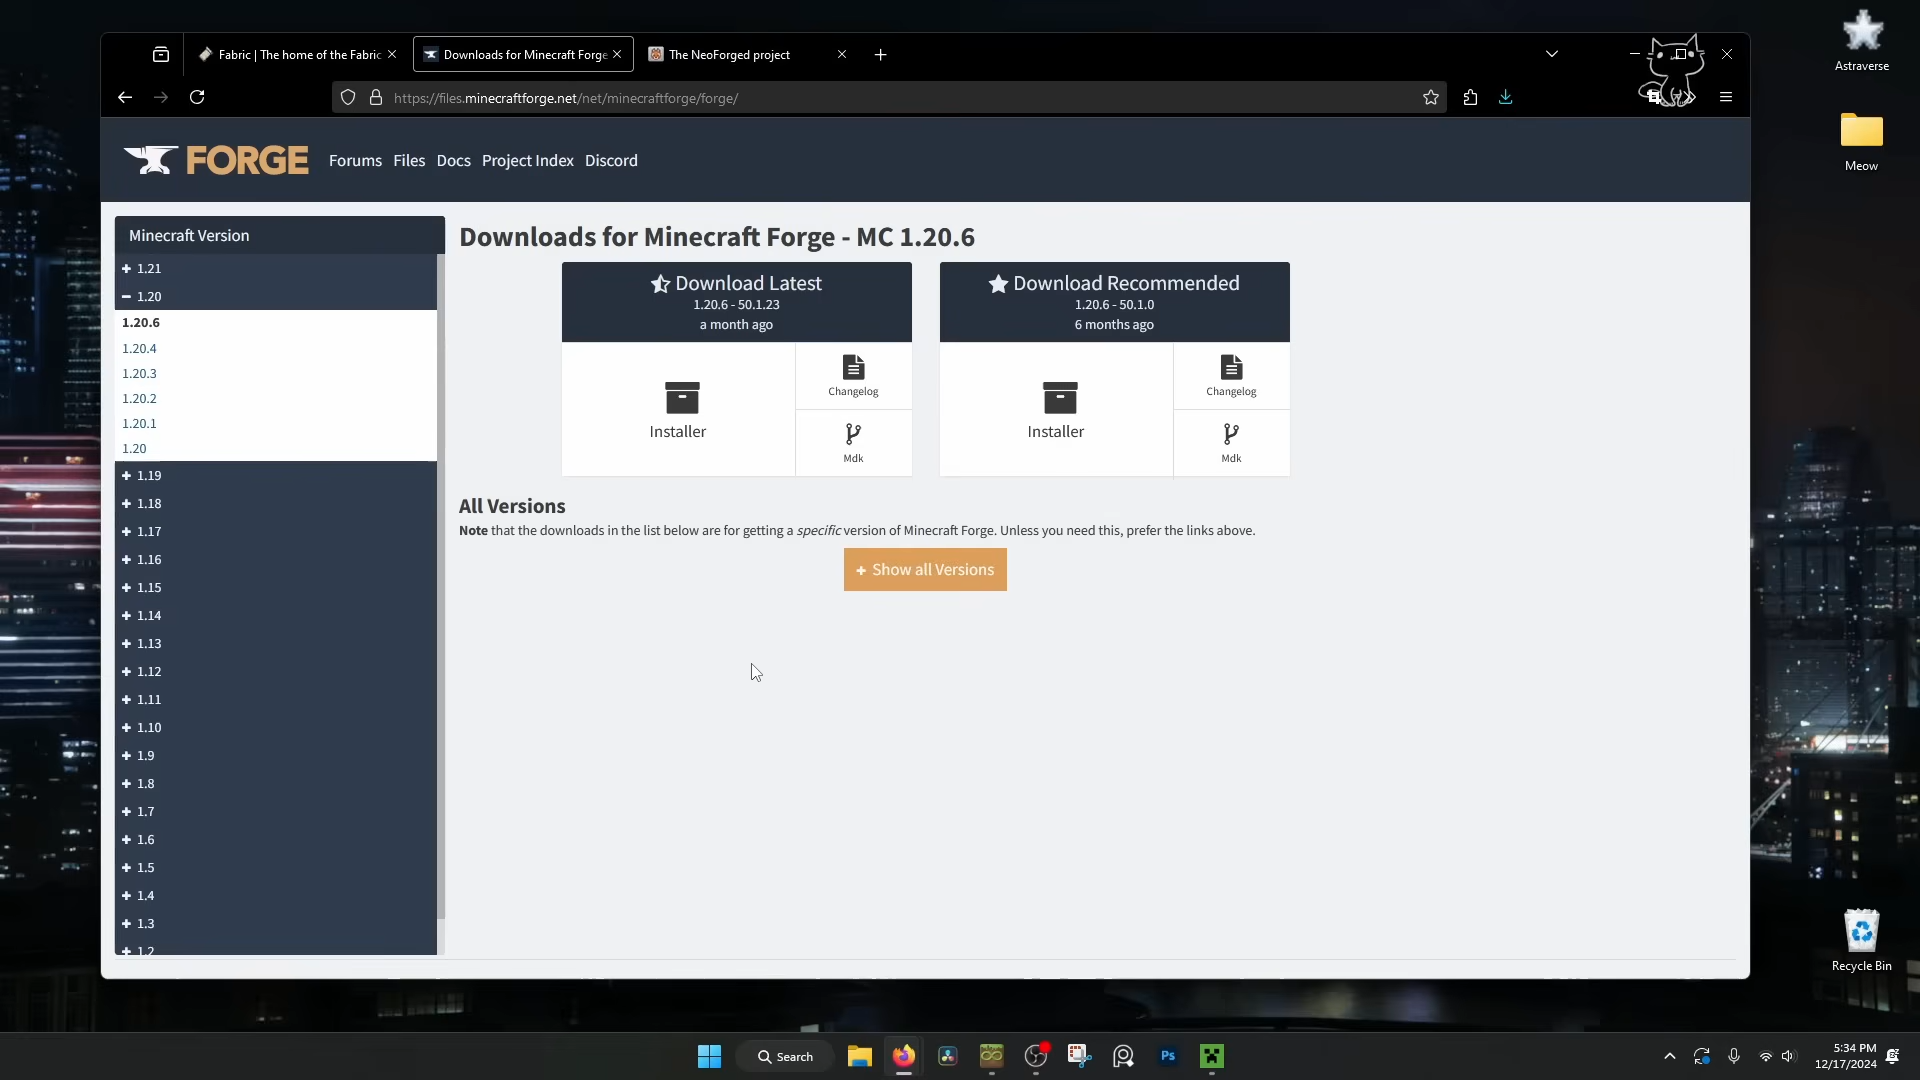 Fabric | The home of the Fabric
Downloads for Minecraft Forge
The NeoForged project
https://files.minecraftforge.net/net/minecraftforge/forge/
FORGE
Forums
Files
Docs
Project Index
Discord
Minecraft Version
1.21
1.20
1.20.6
1.20.4
1.20.3
1.20.2
1.20.1
1.20
1.19
1.18
1.17
1.16
1.15
1.14
1.13
1.12
1.11
1.10
1.9
1.8
1.7
1.6
1.5
1.4
1.3
1.2
Downloads for Minecraft Forge - MC 1.20.6
Download Latest
1.20.6 - 50.1.23
a month ago
Installer
Changelog
Mdk
Download Recommended
1.20.6 - 50.1.0
6 months ago
Installer
Changelog
Mdk
All Versions
Note that the downloads in the list below are for getting a specific version of Minecraft Forge. Unless you need this, prefer the links above.
+ Show all Versions
Astraverse
Meow
Recycle Bin
Search
Ps
5:34 PM
12/17/2024